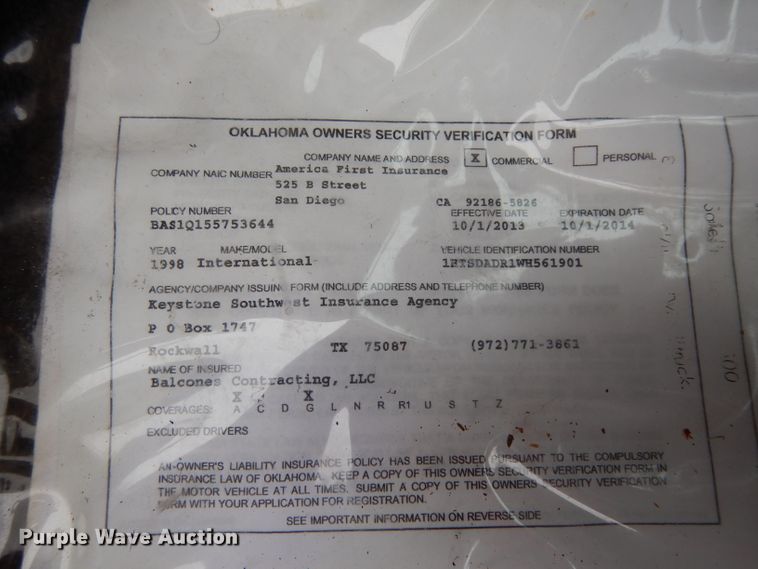 OKLAHOMA OWNERS SECURITY VERIFICATION FORM
COMPANY NAME AND ADDRESS X COMMERCIAL PERSONAL
COMPANY NAIC NUMBER America First Insurance
525 B Street
San Diego CA 92186-5826
POLICY NUMBER EFFECTIVE DATE EXPIRATION DATE
BAS1Q155753644 10/1/2013 10/1/2014
YEAR MAKE/MODEL VEHICLE IDENTIFICATION NUMBER
1998 International 1HTSDADR1WH561901
AGENCY/COMPANY ISSUING FORM (INCLUDE ADDRESS AND TELEPHONE NUMBER)
Keystone Southwest Insurance Agency
P O Box 1747
Rockwall TX 75087 (972)771-3861
NAME OF INSURED
Balcones Contracting, LLC
X X
COVERAGES: A C D G L N R R1 U S T Z
EXCLUDED DRIVERS
AN OWNER'S LIABILITY INSURANCE POLICY HAS BEEN ISSUED PURSUANT TO THE COMPULSORY
INSURANCE LAW OF OKLAHOMA. KEEP A COPY OF THIS OWNERS SECURITY VERIFICATION FORM IN
THE MOTOR VEHICLE AT ALL TIMES. SUBMIT A COPY OF THIS OWNERS SECURITY VERIFICATION
FORM WITH YOUR APPLICATION FOR REGISTRATION.
SEE IMPORTANT INFORMATION ON REVERSE SIDE
Purple Wave Auction